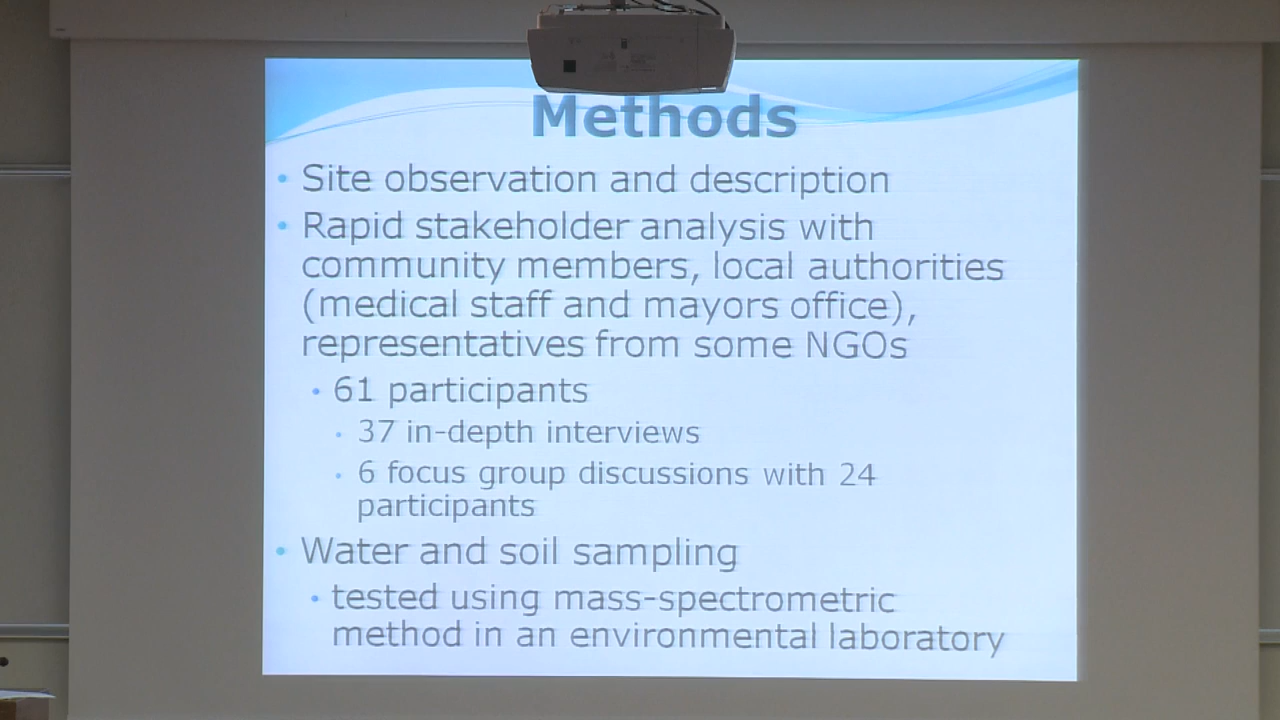 Methods
• Site observation and description
• Rapid stakeholder analysis with
community members, local authorities
(medical staff and mayors office),
representatives from some NGOs
• 61 participants
• 37 in-depth interviews
• 6 focus group discussions with 24
participants
• Water and soil sampling
• tested using mass-spectrometric
method in an environmental laboratory